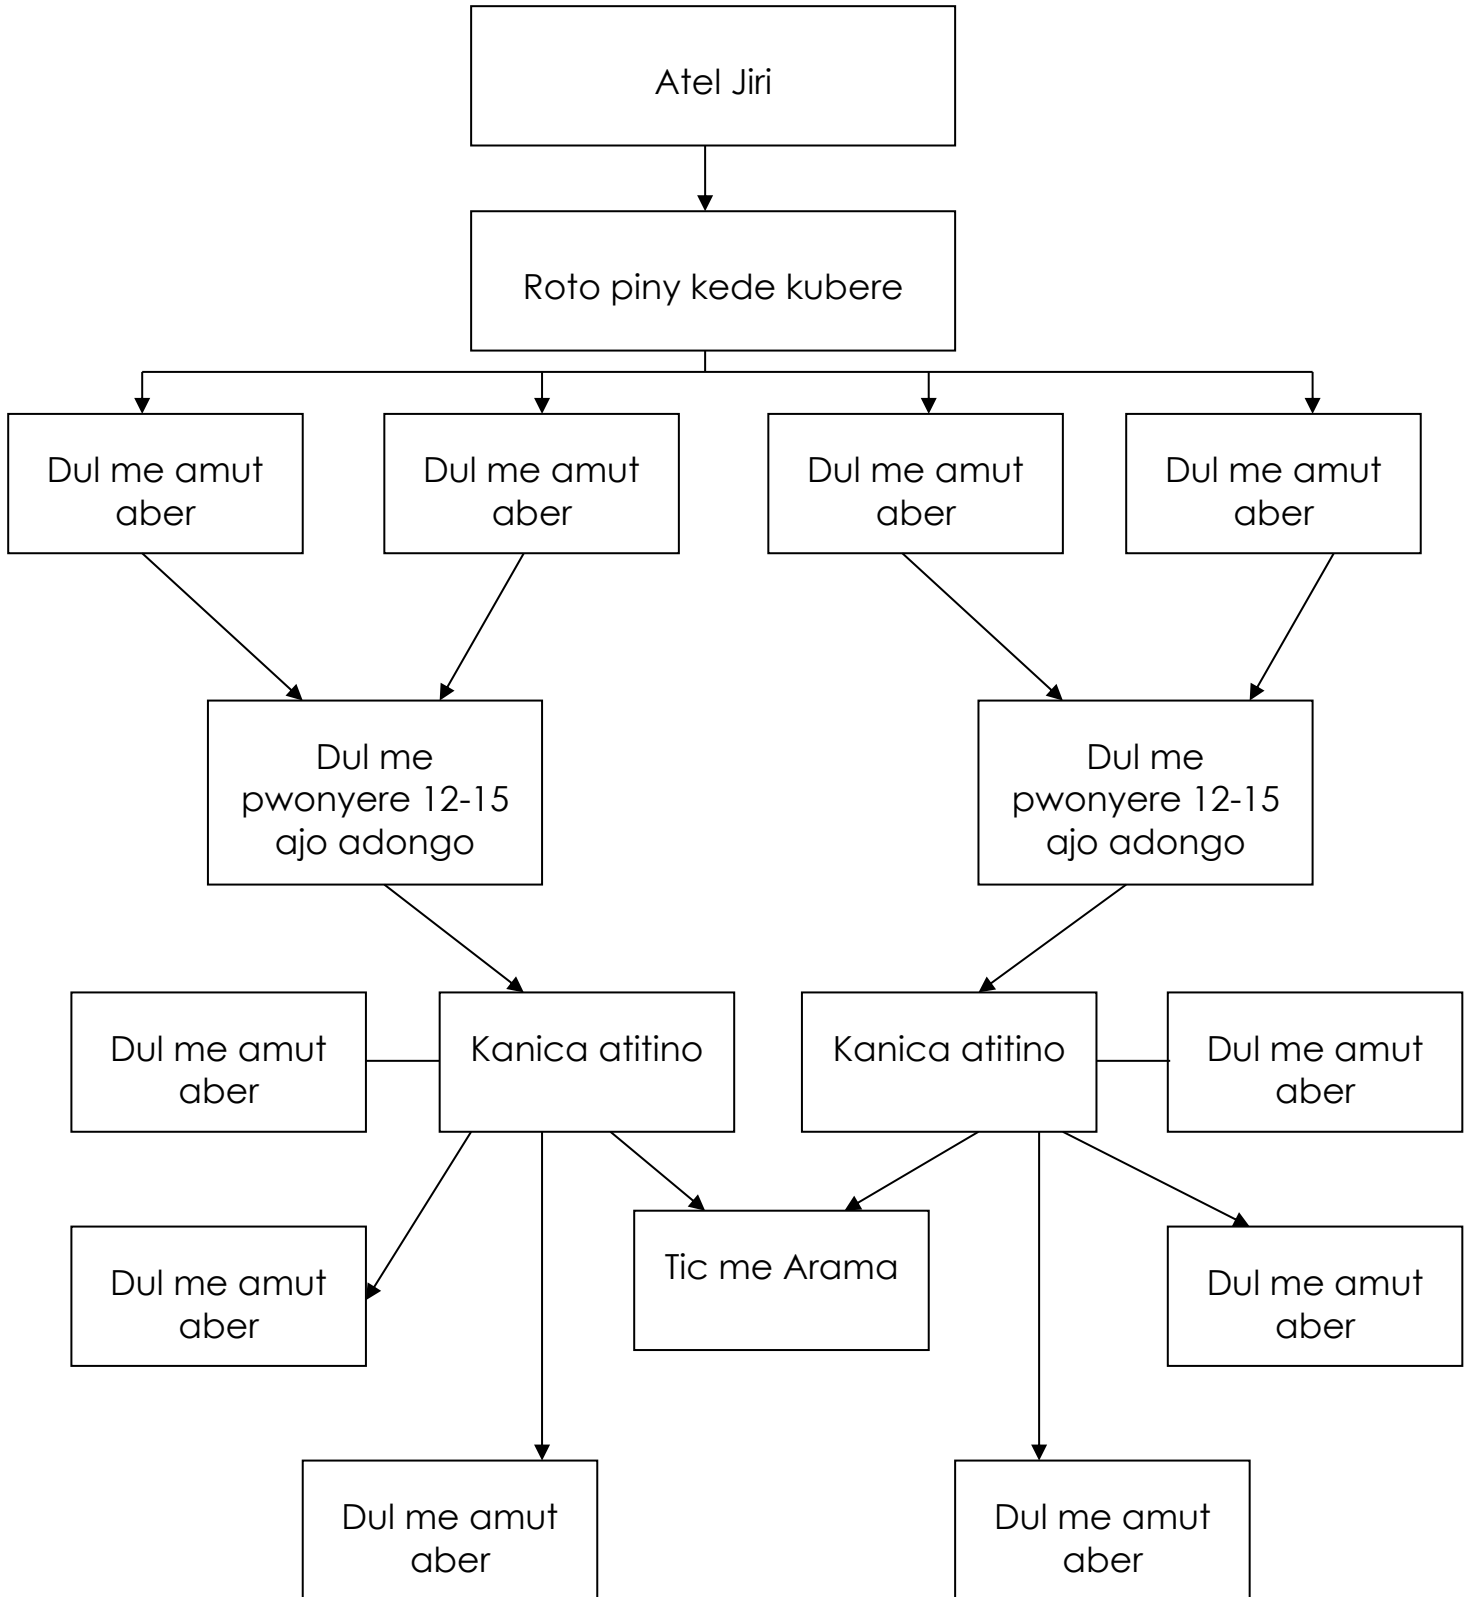 Atel Jiri
Roto piny kede kubere
Dul me amut
aber
Dul me amut
aber
Dul me amut
aber
Dul me amut
aber
Dul me
pwonyere 12-15
ajo adongo
Dul me
pwonyere 12-15
ajo adongo
Dul me amut
aber
Kanica atitino
Kanica atitino
Dul me amut
aber
Dul me amut
aber
Tic me Arama
Dul me amut
aber
Dul me amut
aber
Dul me amut
aber